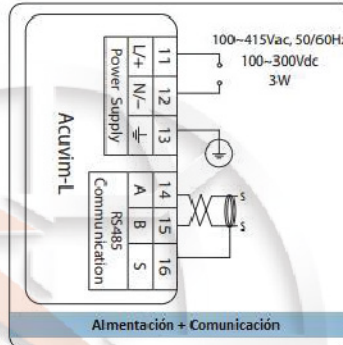 100~415Vac, 50/60Hz
100~300Vdc
3W
Acuvim-L
Power Supply
L/+ 11
N/- 12
⏚ 13
RS485
Communication
A 14
B 15
S 16
S
S
Alimentación + Comunicación